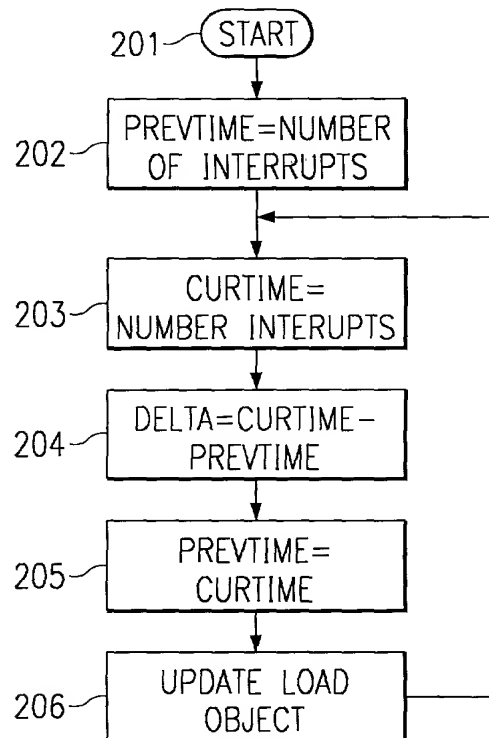 201
START
202
PREVTIME=NUMBER
OF INTERRUPTS
203
CURTIME=
NUMBER INTERUPTS
204
DELTA=CURTIME-
PREVTIME
205
PREVTIME=
CURTIME
206
UPDATE LOAD
OBJECT